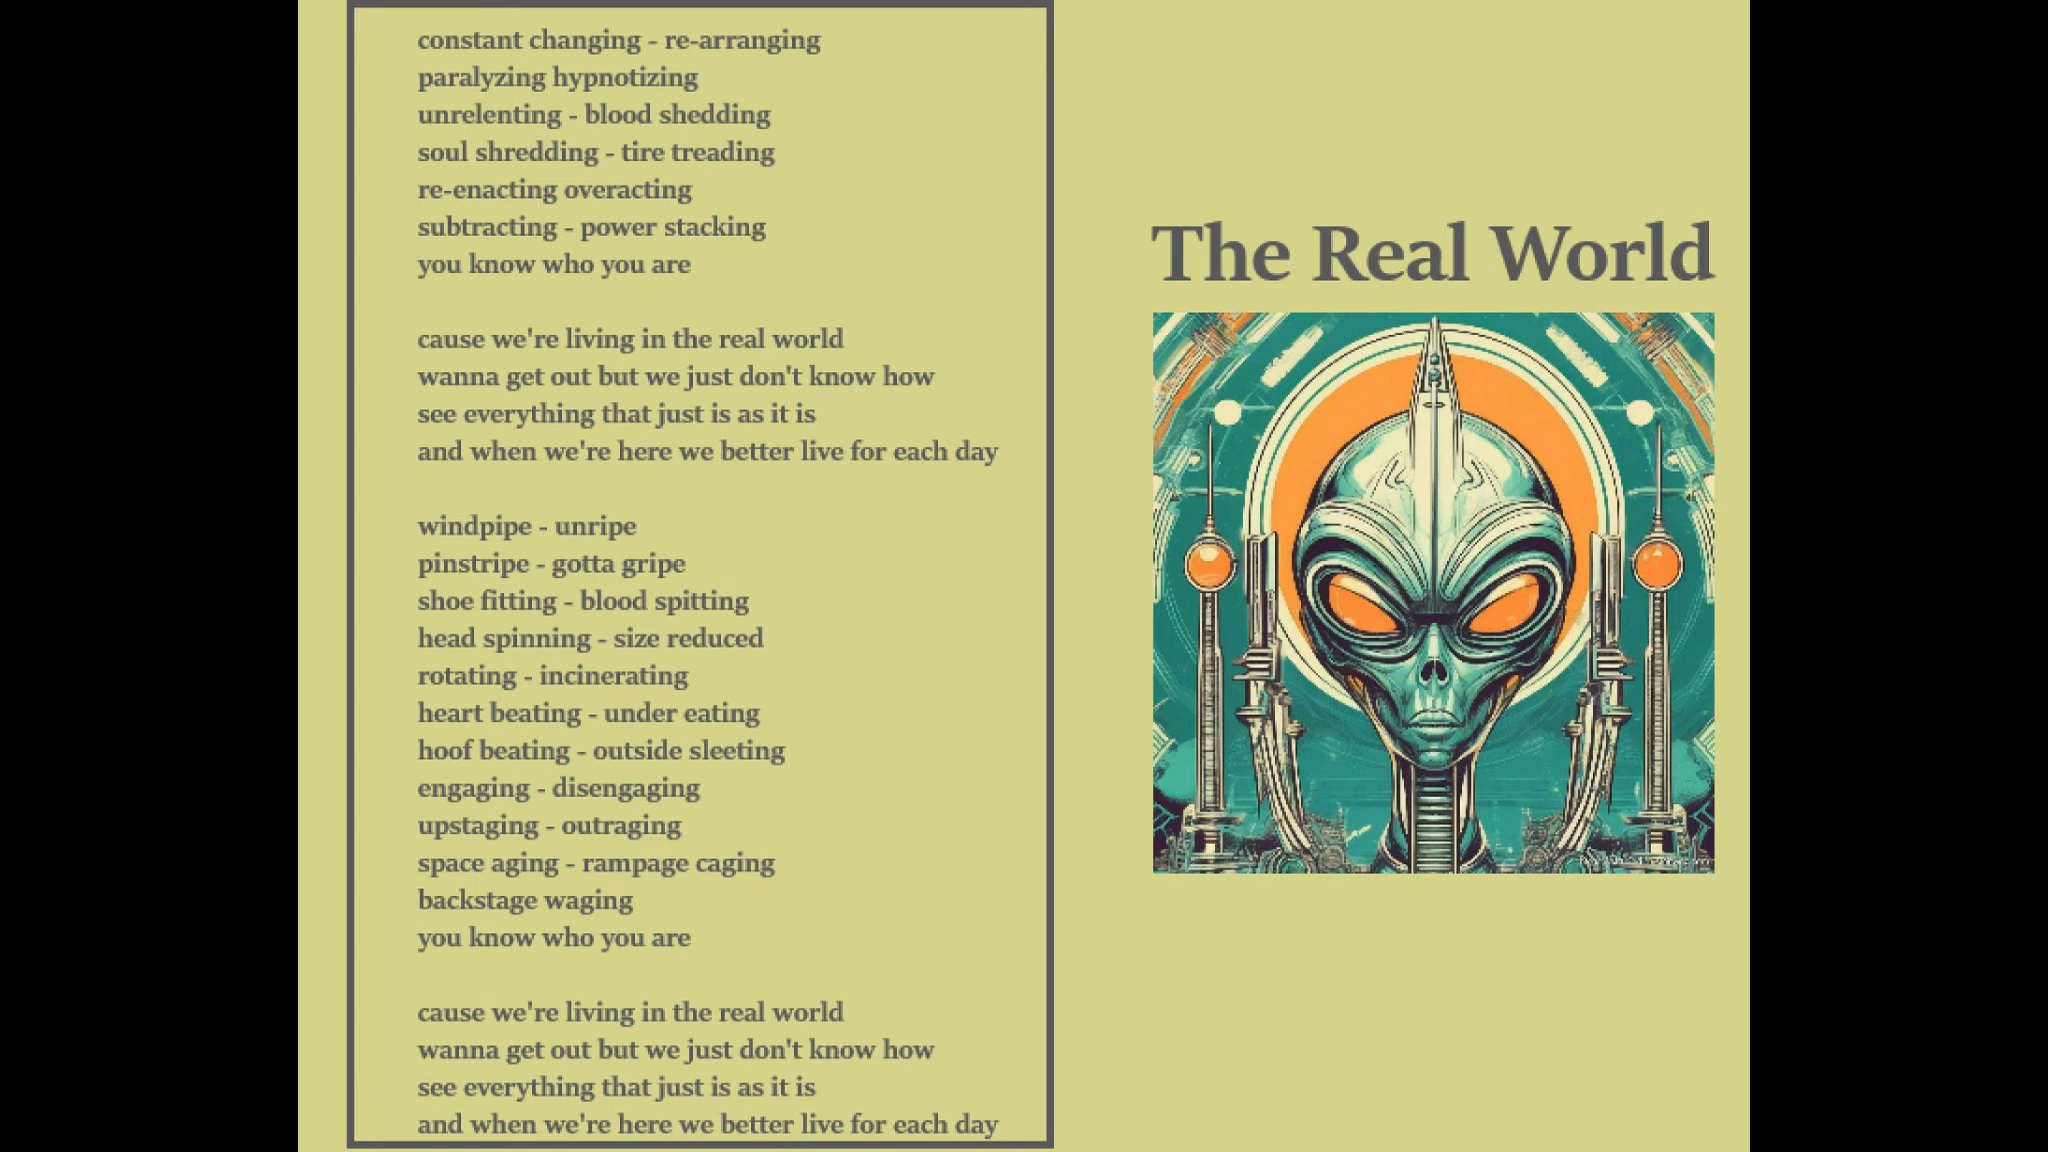 constant changing - re-arranging
paralyzing hypnotizing
unrelenting - blood shedding
soul shredding - tire treading
re-enacting overacting
subtracting - power stacking
you know who you are
cause we're living in the real world
wanna get out but we just don't know how
see everything that just is as it is
and when we're here we better live for each day
windpipe - unripe
pinstripe - gotta gripe
shoe fitting - blood spitting
head spinning - size reduced
rotating - incinerating
heart beating - under eating
hoof beating - outside sleeting
engaging - disengaging
upstaging - outraging
space aging - rampage caging
backstage waging
you know who you are
cause we're living in the real world
wanna get out but we just don't know how
see everything that just is as it is
and when we're here we better live for each day
The Real World